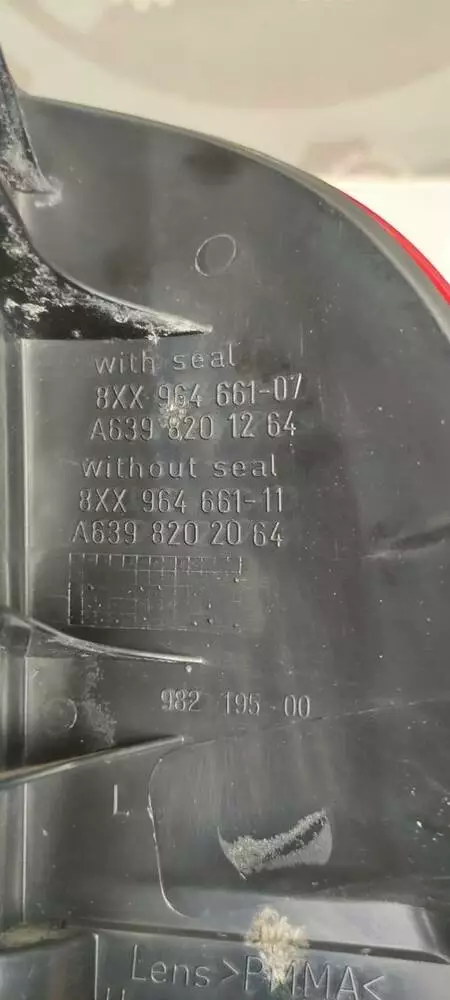 with seal
8XX 964 661-07
A639 820 12 64
without seal
8XX 964 661-11
A639 820 20 64
982 195-00
L
Lens >PMMA<